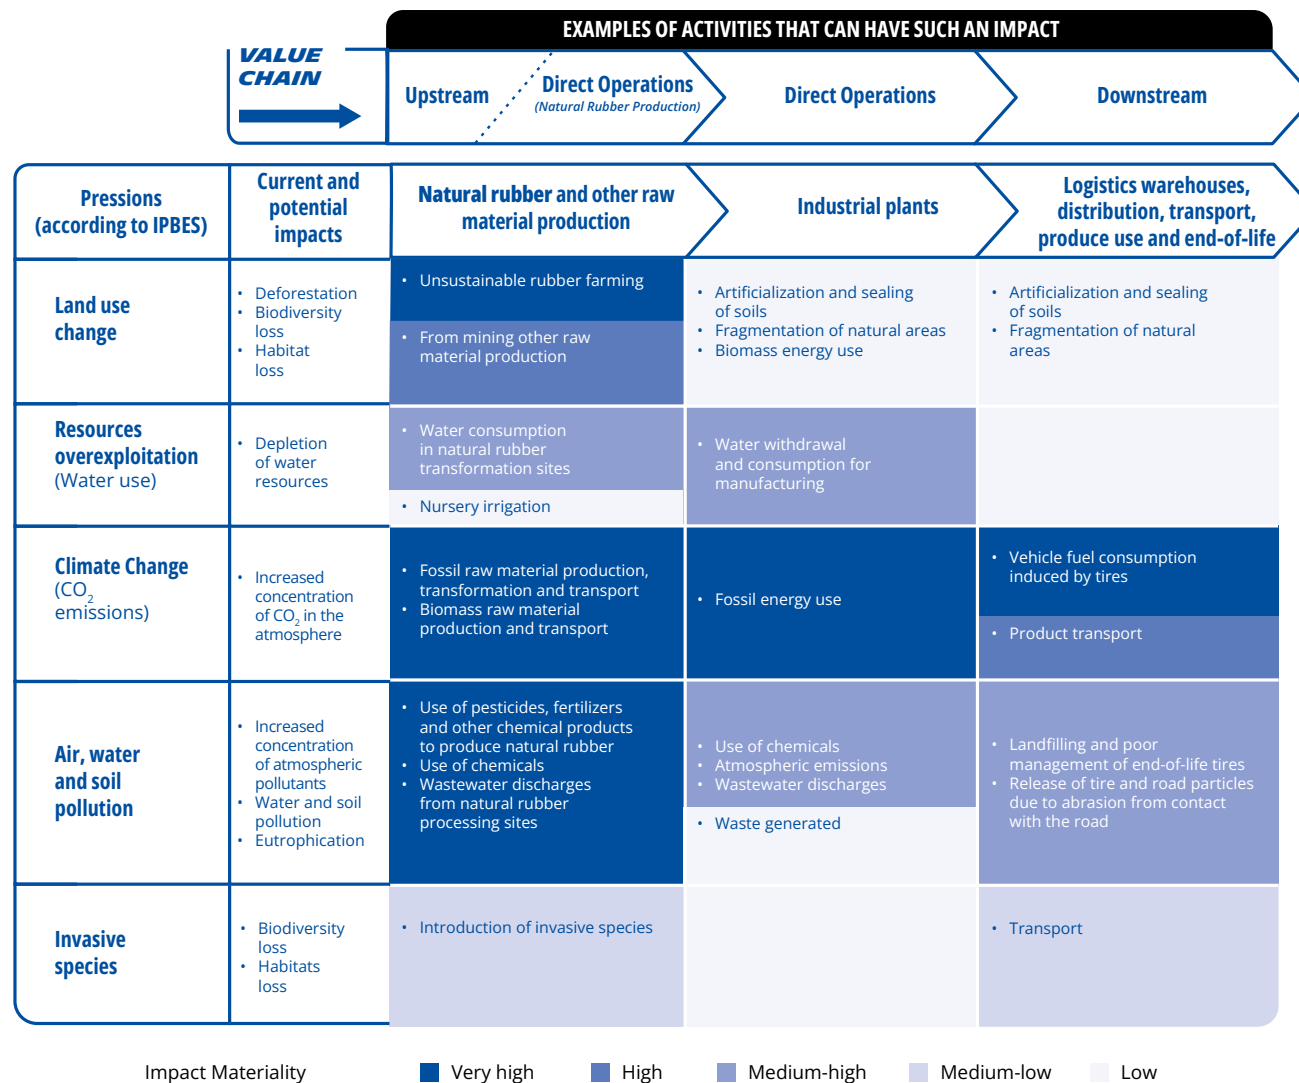 EXAMPLES OF ACTIVITIES THAT CAN HAVE SUCH AN IMPACT
VALUE
CHAIN
Upstream
Direct Operations
(Natural Rubber Production)
Direct Operations
Downstream
Pressions
(according to IPBES)
Current and
potential
impacts
Natural rubber and other raw
material production
Industrial plants
Logistics warehouses,
distribution, transport,
produce use and end-of-life
Land use
change
• Deforestation
• Biodiversity
loss
• Habitat
loss
• Unsustainable rubber farming
• From mining other raw
material production
• Artificialization and sealing
of soils
• Fragmentation of natural areas
• Biomass energy use
• Artificialization and sealing
of soils
• Fragmentation of natural
areas
Resources
overexploitation
(Water use)
• Depletion
of water
resources
• Water consumption
in natural rubber
transformation sites
• Nursery irrigation
• Water withdrawal
and consumption for
manufacturing
Climate Change
(CO2
emissions)
• Increased
concentration
of CO2 in the
atmosphere
• Fossil raw material production,
transformation and transport
• Biomass raw material
production and transport
• Fossil energy use
• Vehicle fuel consumption
induced by tires
• Product transport
Air, water
and soil
pollution
• Increased
concentration
of atmospheric
pollutants
• Water and soil
pollution
• Eutrophication
• Use of pesticides, fertilizers
and other chemical products
to produce natural rubber
• Use of chemicals
• Wastewater discharges
from natural rubber
processing sites
• Use of chemicals
• Atmospheric emissions
• Wastewater discharges
• Waste generated
• Landfilling and poor
management of end-of-life tires
• Release of tire and road particles
due to abrasion from contact
with the road
Invasive
species
• Biodiversity
loss
• Habitats
loss
• Introduction of invasive species
• Transport
Impact Materiality
Very high
High
Medium-high
Medium-low
Low